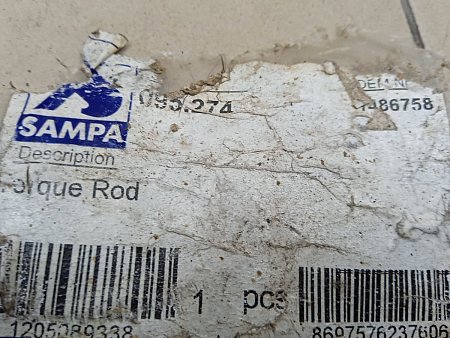 095.274
SAMPA
Description
orque Rod
1 pcs
1205089338
8697576237606